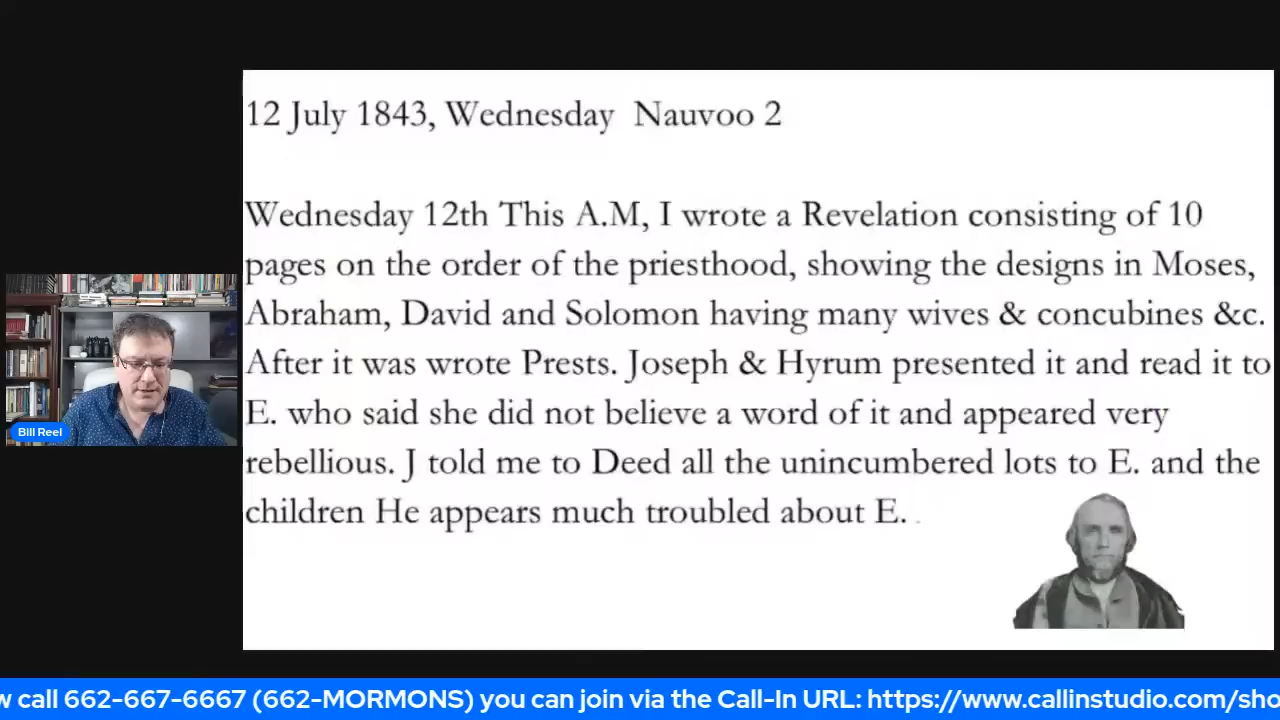 12 July 1843, Wednesday Nauvoo 2
Wednesday 12th This A.M, I wrote a Revelation consisting of 10
pages on the order of the priesthood, showing the designs in Moses,
Abraham, David and Solomon having many wives & concubines &c.
After it was wrote Prests. Joseph & Hyrum presented it and read it to
E. who said she did not believe a word of it and appeared very
rebellious. J told me to Deed all the unincumbered lots to E. and the
children He appears much troubled about E.
Bill Reel
w call 662-667-6667 (662-MORMONS) you can join via the Call-In URL: https://www.callinstudio.com/sho